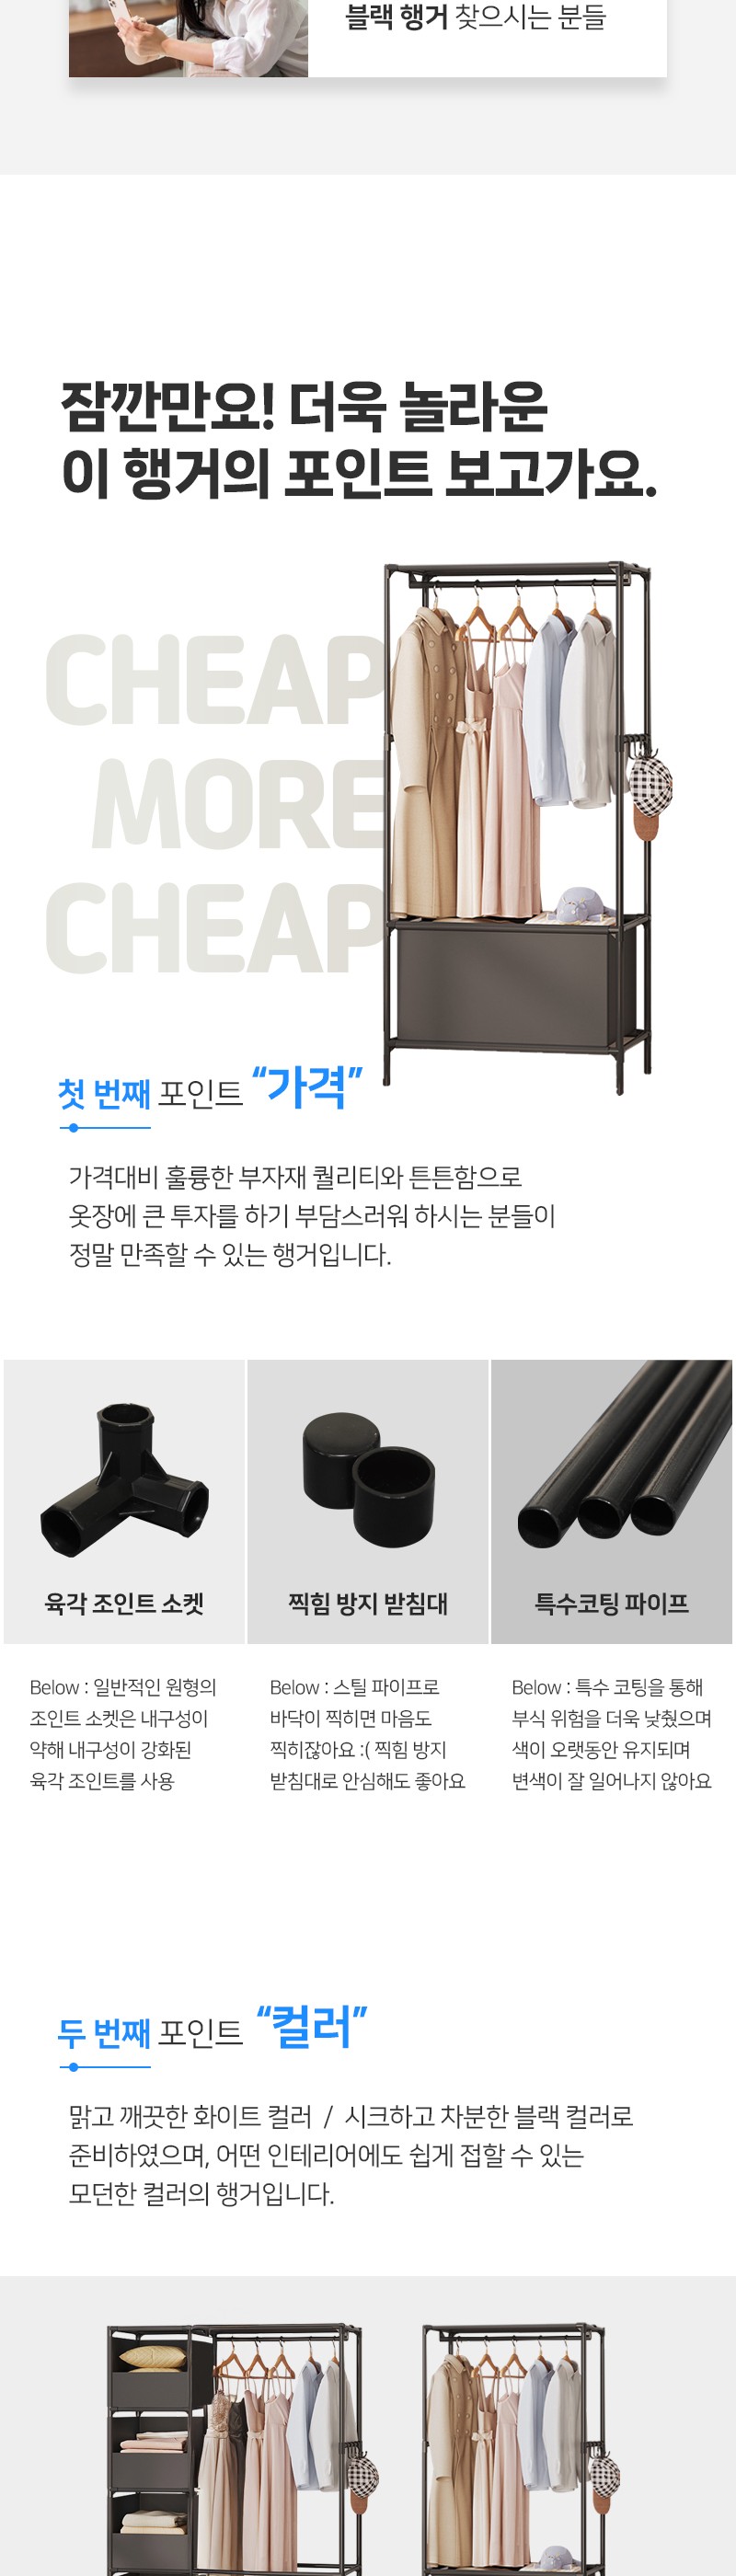 블랙 행거 찾으시는 분들
잠깐만요! 더욱 놀라운
이 행거의 포인트 보고가요.
CHEAP
MORE
CHEAP
첫 번째 포인트 “가격”
가격대비 훌륭한 부자재 퀄리티와 튼튼함으로
옷장에 큰 투자를 하기 부담스러워 하시는 분들이
정말 만족할 수 있는 행거입니다.
육각 조인트 소켓
Below : 일반적인 원형의
조인트 소켓은 내구성이
약해 내구성이 강화된
육각 조인트를 사용
찍힘 방지 받침대
Below : 스틸 파이프로
바닥이 찍히면 마음도
찍히잖아요 :( 찍힘 방지
받침대로 안심해도 좋아요
특수코팅 파이프
Below : 특수 코팅을 통해
부식 위험을 더욱 낮췄으며
색이 오랫동안 유지되며
변색이 잘 일어나지 않아요
두 번째 포인트 “컬러”
맑고 깨끗한 화이트 컬러 / 시크하고 차분한 블랙 컬러로
준비하였으며, 어떤 인테리어에도 쉽게 접할 수 있는
모던한 컬러의 행거입니다.